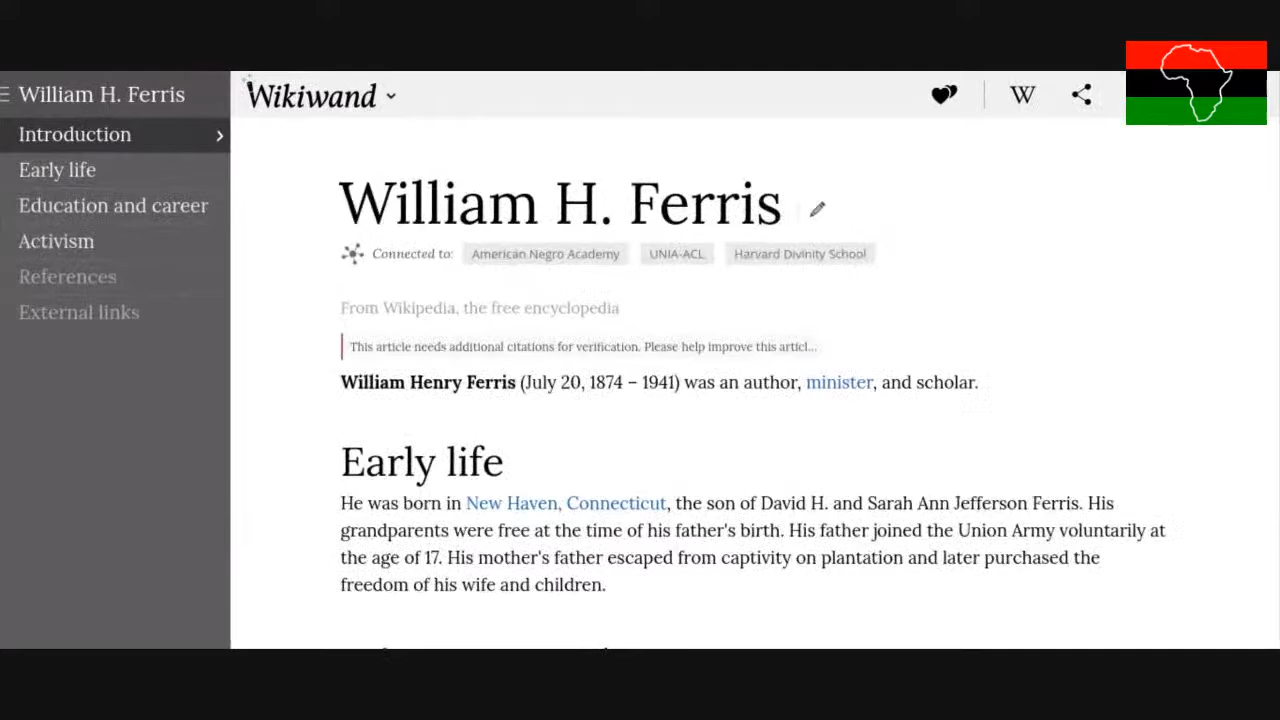 William H. Ferris
Introduction
Early life
Education and career
Activism
References
External links
Wikiwand
W
William H. Ferris
Connected to: American Negro Academy UNIA-ACL Harvard Divinity School
From Wikipedia, the free encyclopedia
This article needs additional citations for verification. Please help improve this articl...
William Henry Ferris (July 20, 1874 – 1941) was an author, minister, and scholar.
Early life
He was born in New Haven, Connecticut, the son of David H. and Sarah Ann Jefferson Ferris. His
grandparents were free at the time of his father's birth. His father joined the Union Army voluntarily at
the age of 17. His mother's father escaped from captivity on plantation and later purchased the
freedom of his wife and children.